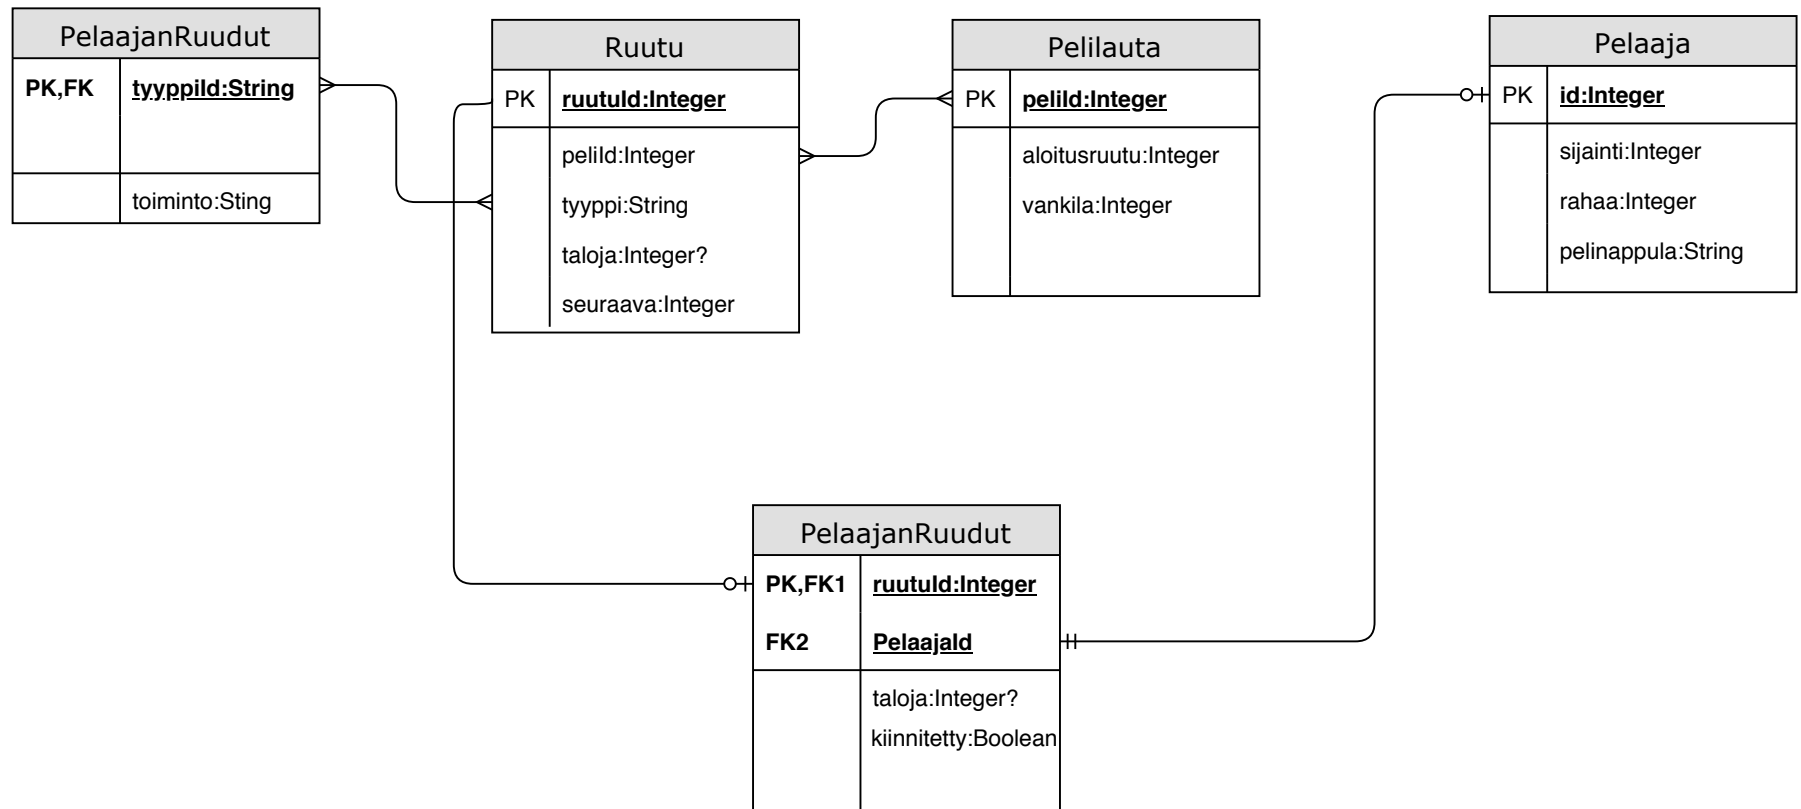 PelaajanRuudut
PK,FK tyyppiId:String
toiminto:Sting
Ruutu
PK ruutuId:Integer
peliId:Integer
tyyppi:String
taloja:Integer?
seuraava:Integer
Pelilauta
PK peliId:Integer
aloitusruutu:Integer
vankila:Integer
Pelaaja
PK id:Integer
sijainti:Integer
rahaa:Integer
pelinappula:String
PelaajanRuudut
PK,FK1 ruutuId:Integer
FK2 PelaajaId
taloja:Integer?
kiinnitetty:Boolean